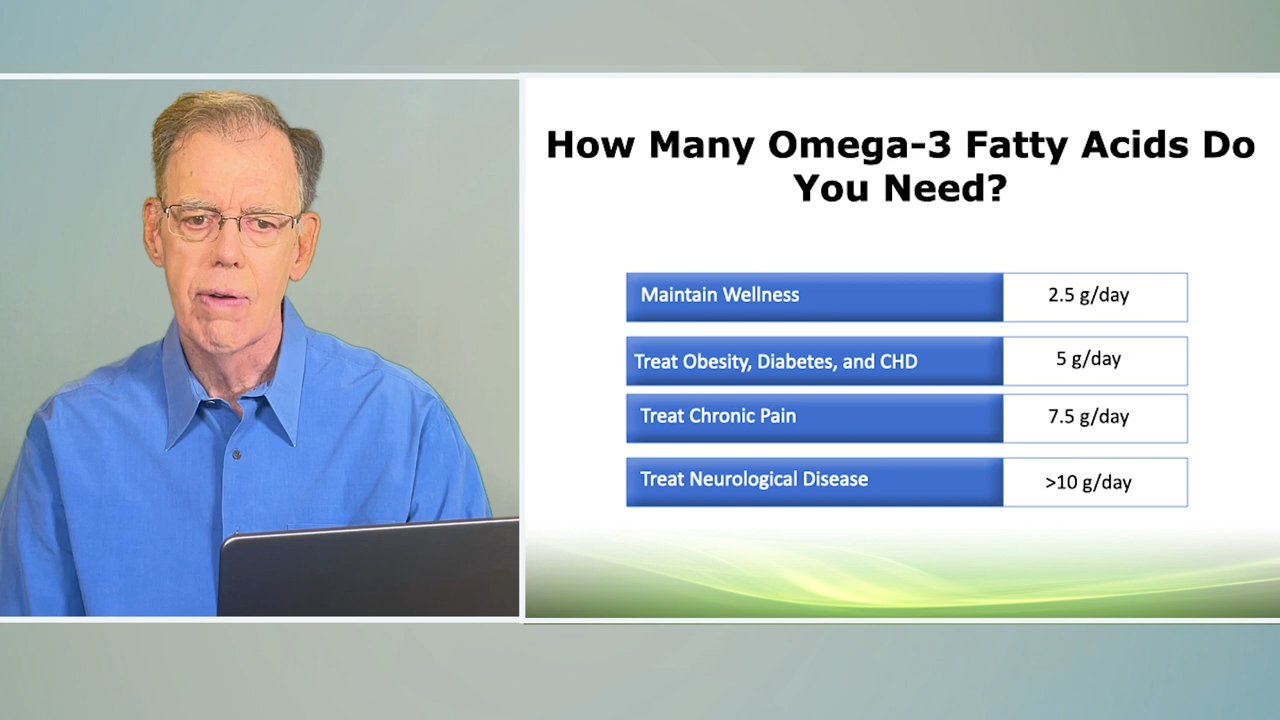 How Many Omega-3 Fatty Acids Do
You Need?
Maintain Wellness 2.5 g/day
Treat Obesity, Diabetes, and CHD 5 g/day
Treat Chronic Pain 7.5 g/day
Treat Neurological Disease >10 g/day